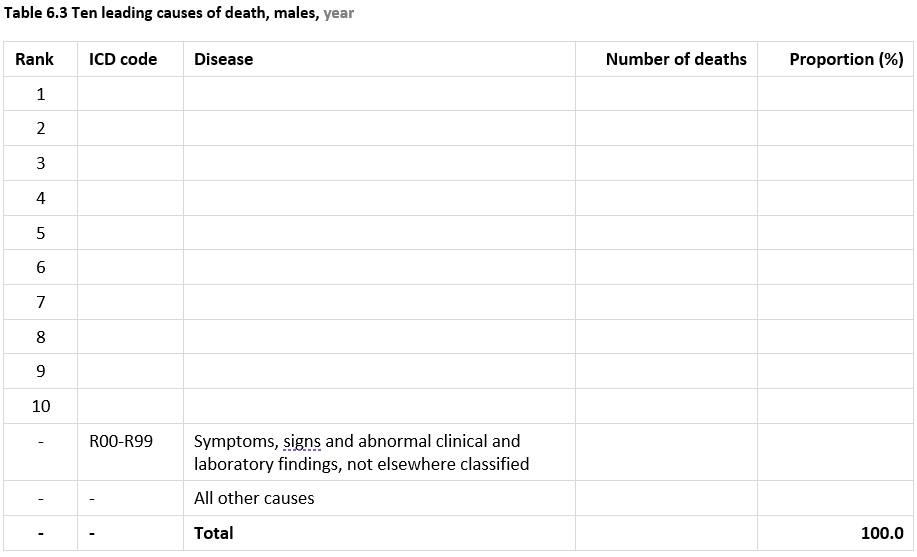 Table 6.3 Ten leading causes of death, males, year
Rank ICD code Disease Number of deaths Proportion (%)
1
2
3
4
5
6
7
8
9
10
- R00-R99 Symptoms, signs and abnormal clinical and
laboratory findings, not elsewhere classified
- - All other causes
- - Total 100.0